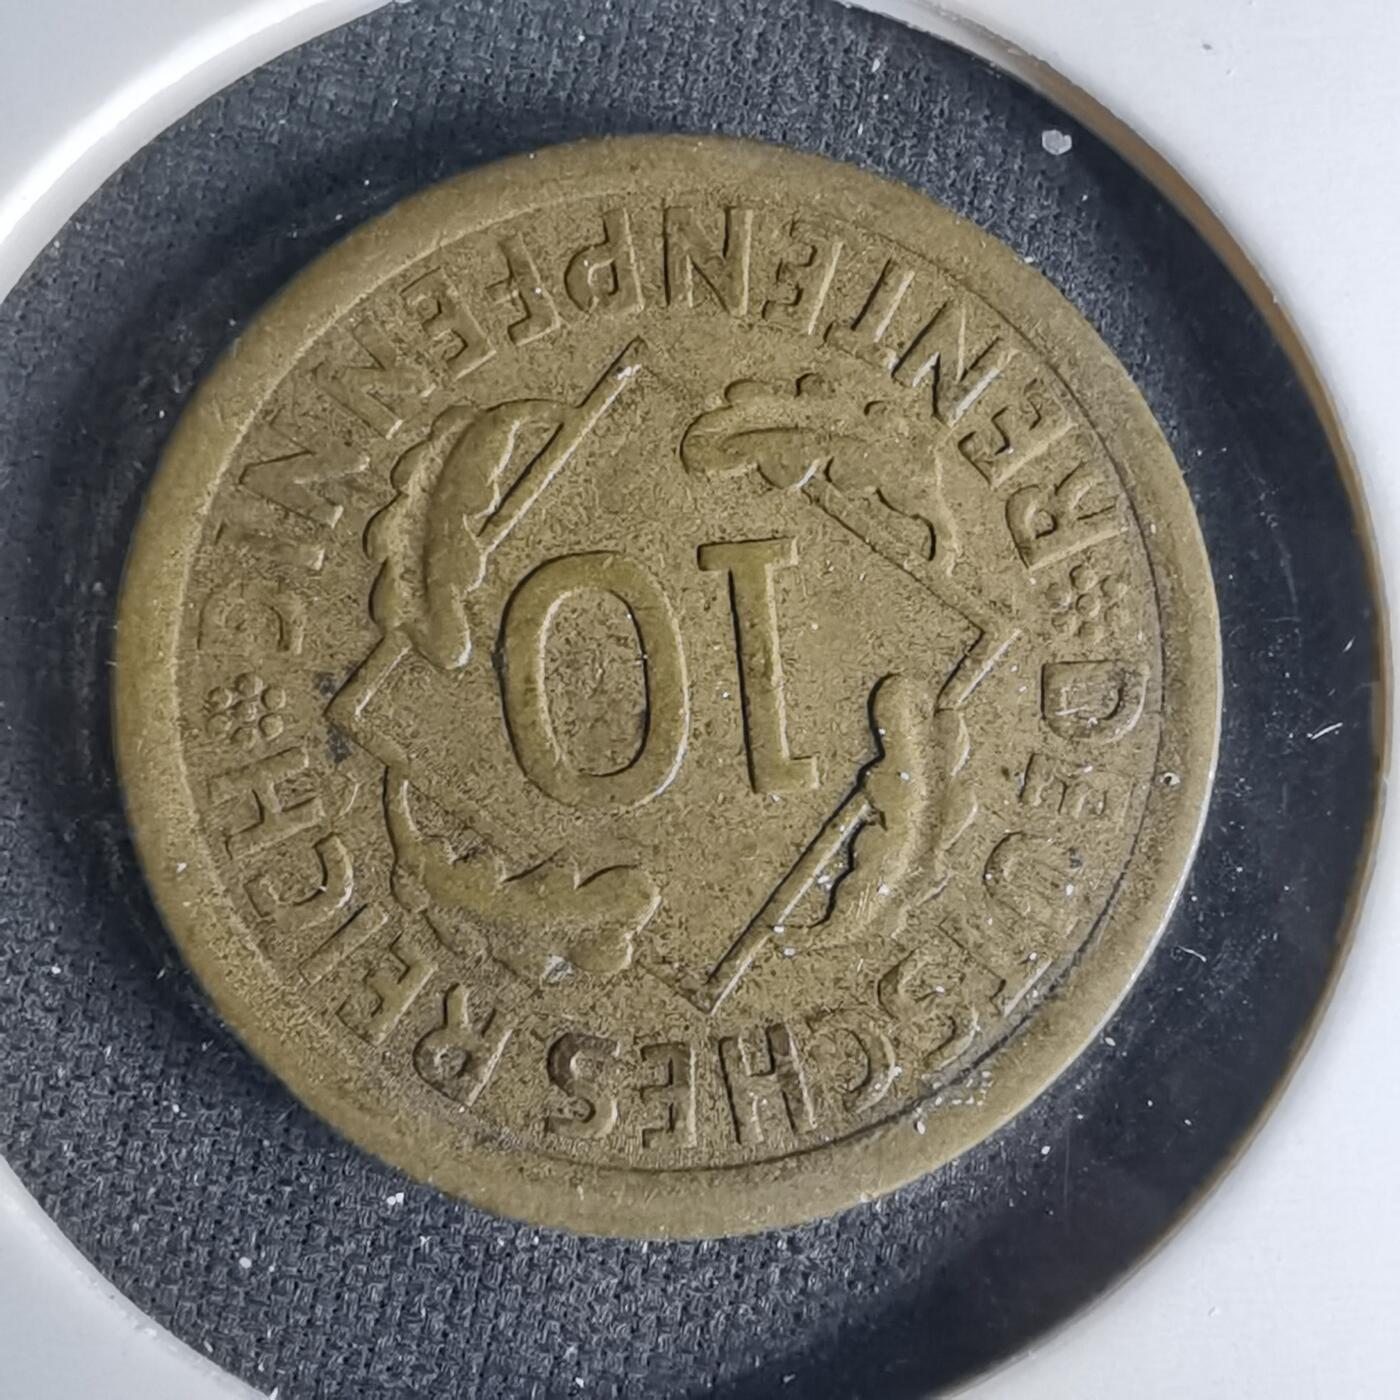 DEUTSCHES REICH
10
RENTENPFENNIG